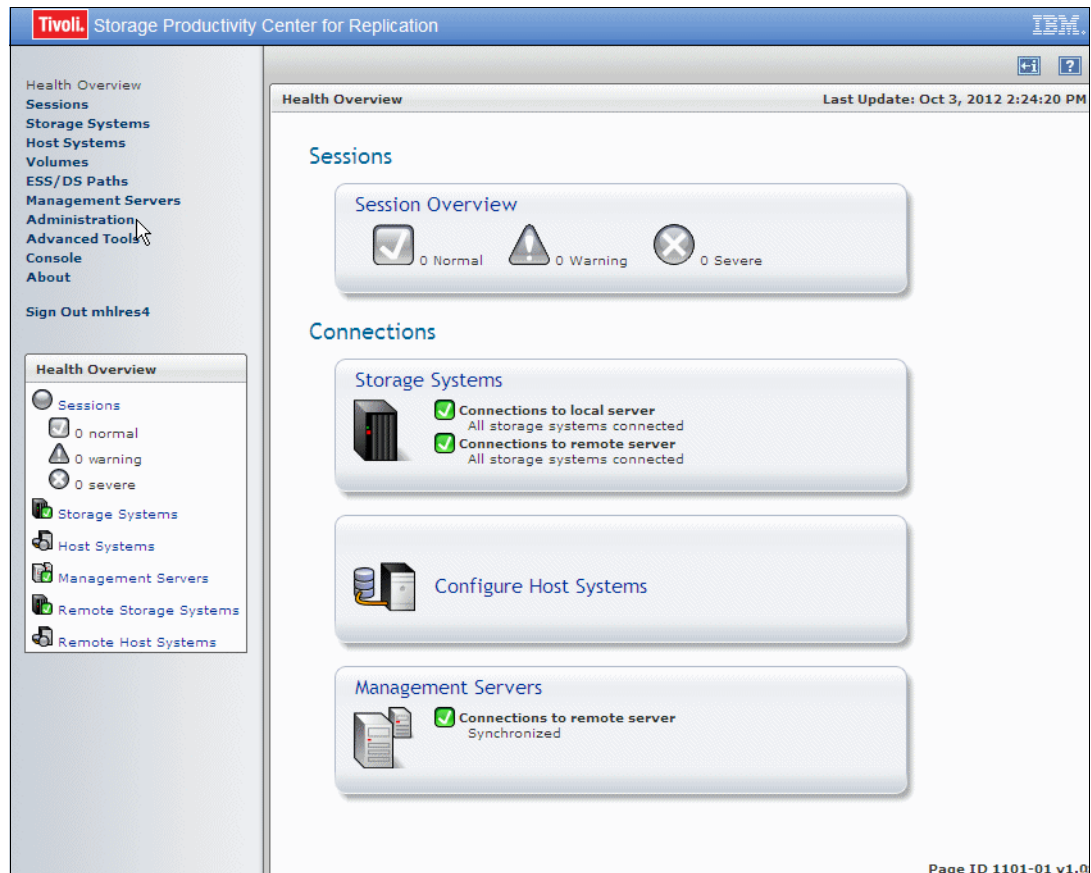 Tivoli. Storage Productivity Center for Replication
IBM.
Health Overview
Sessions
Storage Systems
Host Systems
Volumes
ESS/DS Paths
Management Servers
Administration
Advanced Tools
Console
About
Sign Out mhlres4
Health Overview
Sessions
0 normal
0 warning
0 severe
Storage Systems
Host Systems
Management Servers
Remote Storage Systems
Remote Host Systems
?
Health Overview
Last Update: Oct 3, 2012 2:24:20 PM
Sessions
Session Overview
0 Normal
0 Warning
0 Severe
Connections
Storage Systems
Connections to local server
All storage systems connected
Connections to remote server
All storage systems connected
Configure Host Systems
Management Servers
Connections to remote server
Synchronized
Page ID 1101-01 v1.0